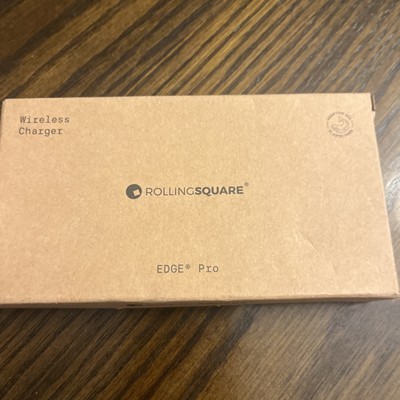 Wireless
Charger
ROLLINGSQUARE®
EDGE® Pro